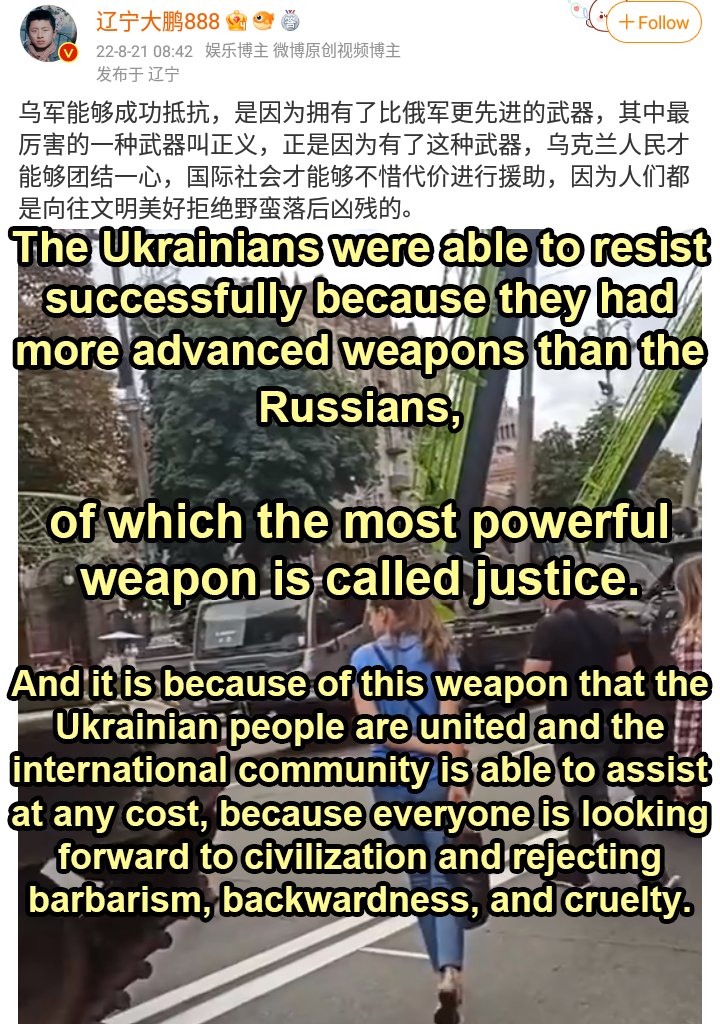 辽宁大鹏888
22-8-21 08:42 娱乐博主 微博原创视频博主
发布于 辽宁
+Follow
乌军能够成功抵抗，是因为拥有了比俄军更先进的武器，其中最
厉害的一种武器叫正义，正是因为有了这种武器，乌克兰人民才
能够团结一心，国际社会才能够不惜代价进行援助，因为人们都
是向往文明美好拒绝野蛮落后凶残的。
The Ukrainians were able to resist
successfully because they had
more advanced weapons than the
Russians,
of which the most powerful
weapon is called justice.
And it is because of this weapon that the
Ukrainian people are united and the
international community is able to assist
at any cost, because everyone is looking
forward to civilization and rejecting
barbarism, backwardness, and cruelty.